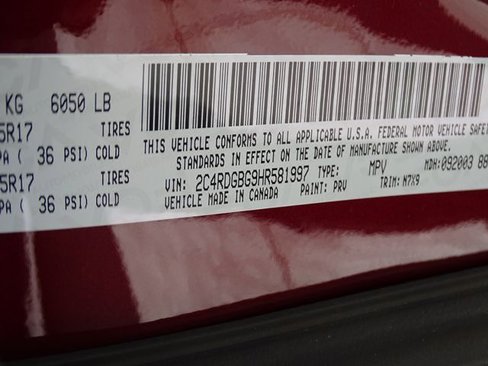 KG 6050 LB
5R17 TIRES
PA ( 36 PSI) COLD
5R17 TIRES
PA ( 36 PSI) COLD
THIS VEHICLE CONFORMS TO ALL APPLICABLE U.S.A. FEDERAL MOTOR VEHICLE SAFETY
STANDARDS IN EFFECT ON THE DATE OF MANUFACTURE SHOWN ABOVE.
VIN: 2C4RDGBG9HR581997 TYPE: MPV MDH: 092003 88
VEHICLE MADE IN CANADA PAINT: PRV TRIM: N7X9